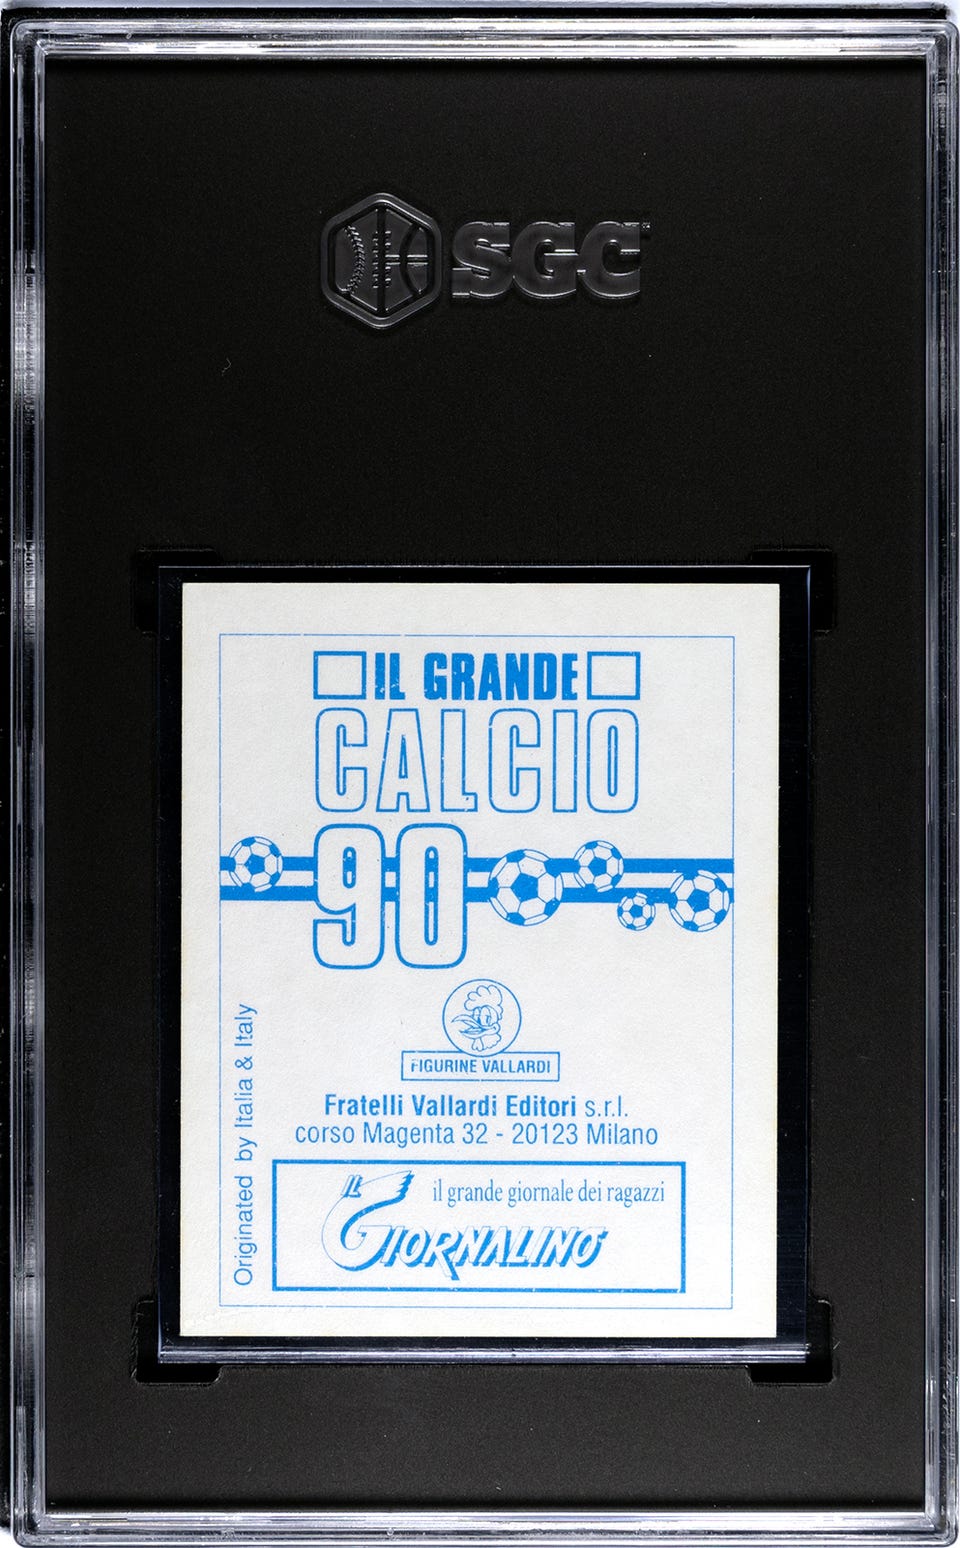 SGC
IL GRANDE
CALCIO
90
FIGURINE VALLARDI
Fratelli Vallardi Editori s.r.l.
corso Magenta 32 - 20123 Milano
Originated by Italia & Italy
il grande giornale dei ragazzi
IL GIORNALINO